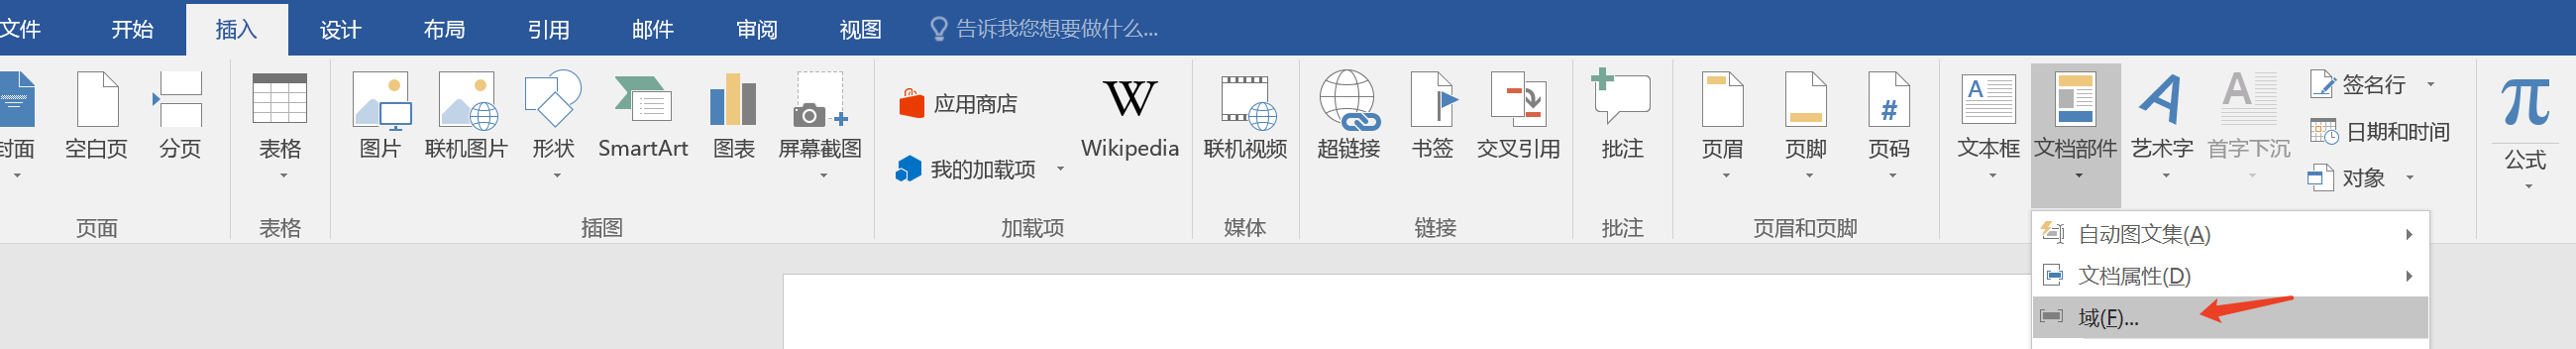 文件 开始 插入 设计 布局 引用 邮件 审阅 视图 告诉我您想要做什么...
封面 空白页 分页 表格 图片 联机图片 形状 SmartArt 图表 屏幕截图
应用商店
我的加载项
Wikipedia 联机视频 超链接 书签 交叉引用 批注 页眉 页脚 页码
#
A
文本框 文档部件 艺术字 首字下沉
签名行
日期和时间
对象
π
公式
页面 表格 插图 加载项 媒体 链接 批注 页眉和页脚
自动图文集(A)
文档属性(D)
域(F)...